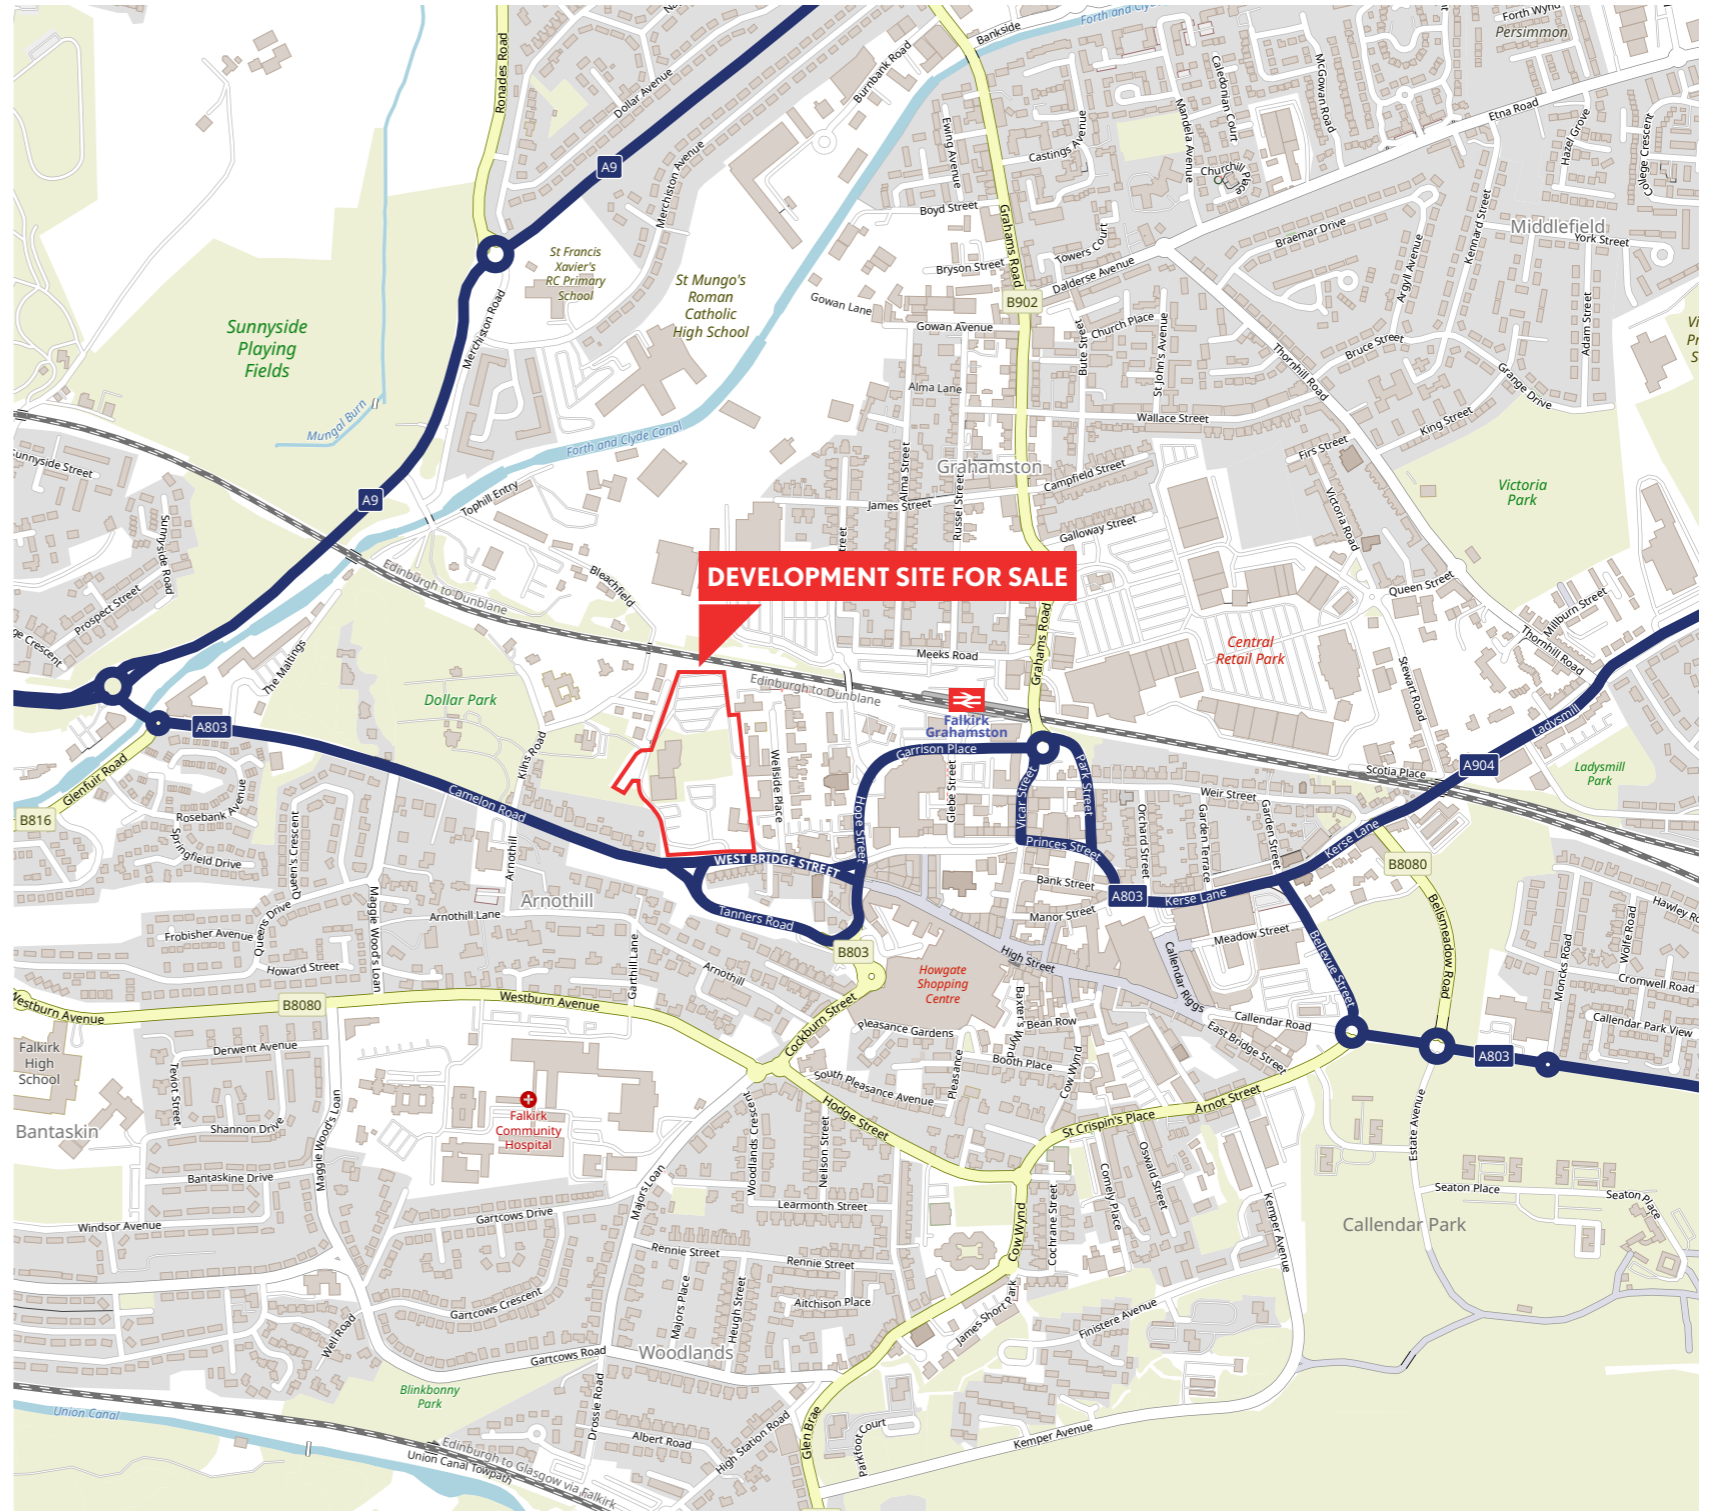 Forth and Clyde
Bankside
Forth Wynd
Persimmon
Ronades Road
Dollar Avenue
Burnbank Road
McGowan Road
Caledonian Court
Mandela Avenue
Etna Road
Hazel Grove
College Crescent
A9
Merchiston Avenue
Ewing Avenue
Castings Avenue
Churchill
Place
Boyd Street
Grahams Road
Towers Court
Braemar Drive
Kennard Street
Middlefield
York Street
St Francis
Xavier's
RC Primary
School
St Mungo's
Roman
Catholic
High School
Bryson Street
Dalderse Avenue
Argyll Avenue
Adam Street
Gowan Lane
B902
Gowan Avenue
Church Place
Bute Street
St John's Avenue
Bruce Street
Merchiston Road
Sunnyside
Playing
Fields
Thornhill Road
Grange Drive
Alma Lane
Wallace Street
King Street
Mungal Burn
Forth and Clyde Canal
Firs Street
Sunnyside Street
Grahamston
Campfield Street
Alma Street
James Street
Russel Street
Victoria Road
Victoria
Park
A9
Tophill Entry
Galloway Street
Sunnyside Road
Edinburgh to Dunblane
Bleachfield
DEVELOPMENT SITE FOR SALE
Queen Street
Prospect Street
Millburn Street
Thornhill Road
Grahams Road
Central
Retail Park
The Maltings
Meeks Road
Stewart Road
Dollar Park
Edinburgh to Dunblane
Falkirk
Grahamston
Ladysmill
A803
Kilns Road
Wellside Place
Garrison Place
Glebe Street
Vicar Street
Park Street
Scotia Place
A904
Ladysmill
Park
Glenfuir Road
B816
Rosebank Avenue
Camelon Road
Hope Street
Weir Street
Orchard Street
Garden Terrace
Garden Street
Princes Street
Kerse Lane
B8080
Springfield Drive
Queen's Crescent
Arnothill
WEST BRIDGE STREET
Bank Street
A803
Kerse Lane
Arnothill
Maggie Wood's Loan
Arnothill Lane
Tanners Road
Manor Street
Meadow Street
Bellsmeadow Road
Queens Drive
Frobisher Avenue
Garthill Lane
B803
High Street
Callendar Riggs
Bellevue Street
Wolfe Road
Howard Street
Arnothill
Howgate
Shopping
Centre
Moncks Road
Cromwell Road
Westburn Avenue
B8080
Westburn Avenue
Cockburn Street
Pleasance Gardens
Baxter's Wynd
Bean Row
Callendar Road
East Bridge Street
Callendar Park View
Falkirk
High
School
Derwent Avenue
Teviot Street
Booth Place
Cow Wynd
A803
Pleasance
South Pleasance Avenue
Falkirk
Community
Hospital
Bantaskin
Shannon Drive
Maggie Wood's Loan
Hodge Street
St Crispin's Place
Arnot Street
Estate Avenue
Woodlands Crescent
Neilson Street
Bantaskine Drive
Majors Loan
Comely Place
Oswald Street
Seaton Place
Seaton Place
Windsor Avenue
Gartcows Drive
Learmonth Street
Cow Wynd
Cochrane Street
Kemper Avenue
Callendar Park
Rennie Street
Rennie Street
Majors Place
Heugh Street
Aitchison Place
Gartcows Crescent
James Short Park
Finistere Avenue
Well Road
Gartcows Road
Woodlands
Blinkbonny
Park
Union Canal
Drossie Road
Albert Road
High Station Road
Glen Brae
Parkfoot Court
Kemper Avenue
Edinburgh to Glasgow via Falkirk
Union Canal Towpath